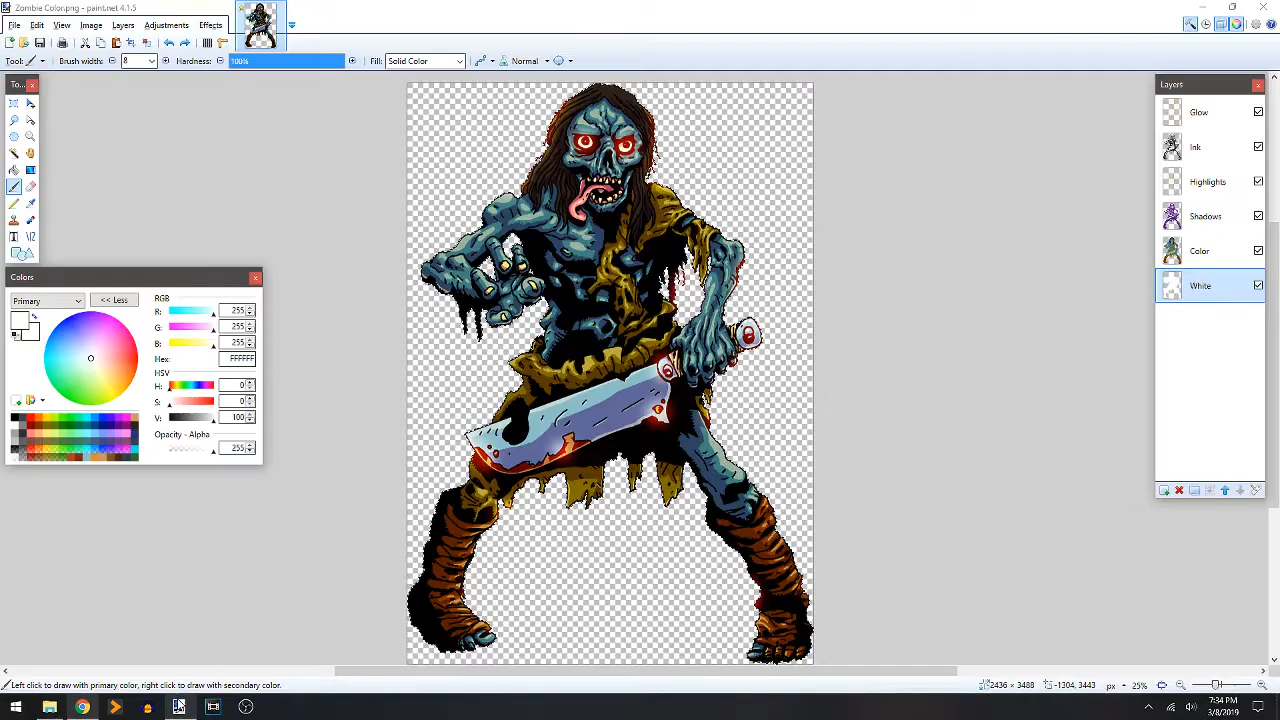 Zombie Color.png - paint.net 4.1.5
File Edit View Image Layers Adjustments Effects
Tool: Brush width: 8 Hardness: 100% Fill: Solid Color Normal
To... Layers
Glow
Ink
Highlights
Shadows
Color
White
Colors
Primary << Less RGB
R: 255
G: 255
B: 255
Hex: FFFFFF
HSV
H: 0
S: 0
V: 100
Opacity - Alpha
255
Left click to draw with primary color, right click to draw with secondary color. 2436 × 3488 -1304, 3443 px 25%
7:34 PM
3/8/2019